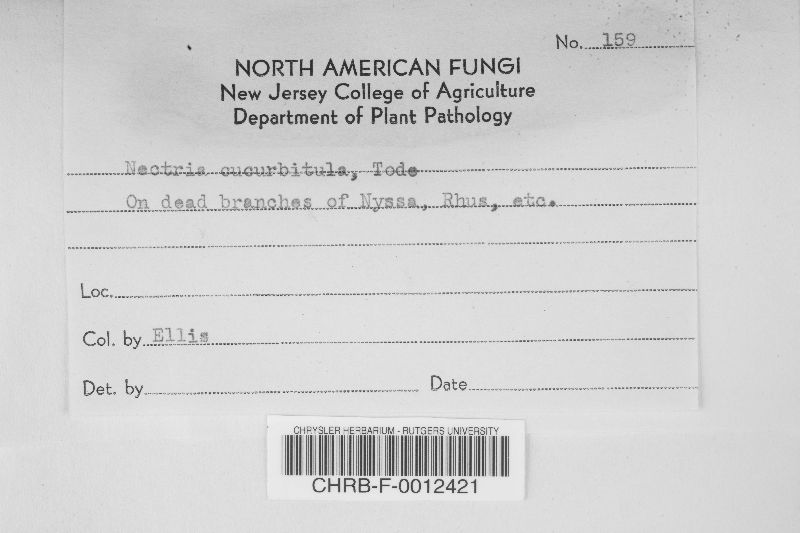 No. 159
NORTH AMERICAN FUNGI
New Jersey College of Agriculture
Department of Plant Pathology
Nectria cucurbitula, Tode
On dead branches of Nyssa, Rhus, etc.
Loc.
Col. by Ellis
Det. by Date
CHRYSLER HERBARIUM - RUTGERS UNIVERSITY
CHRB-F-0012421